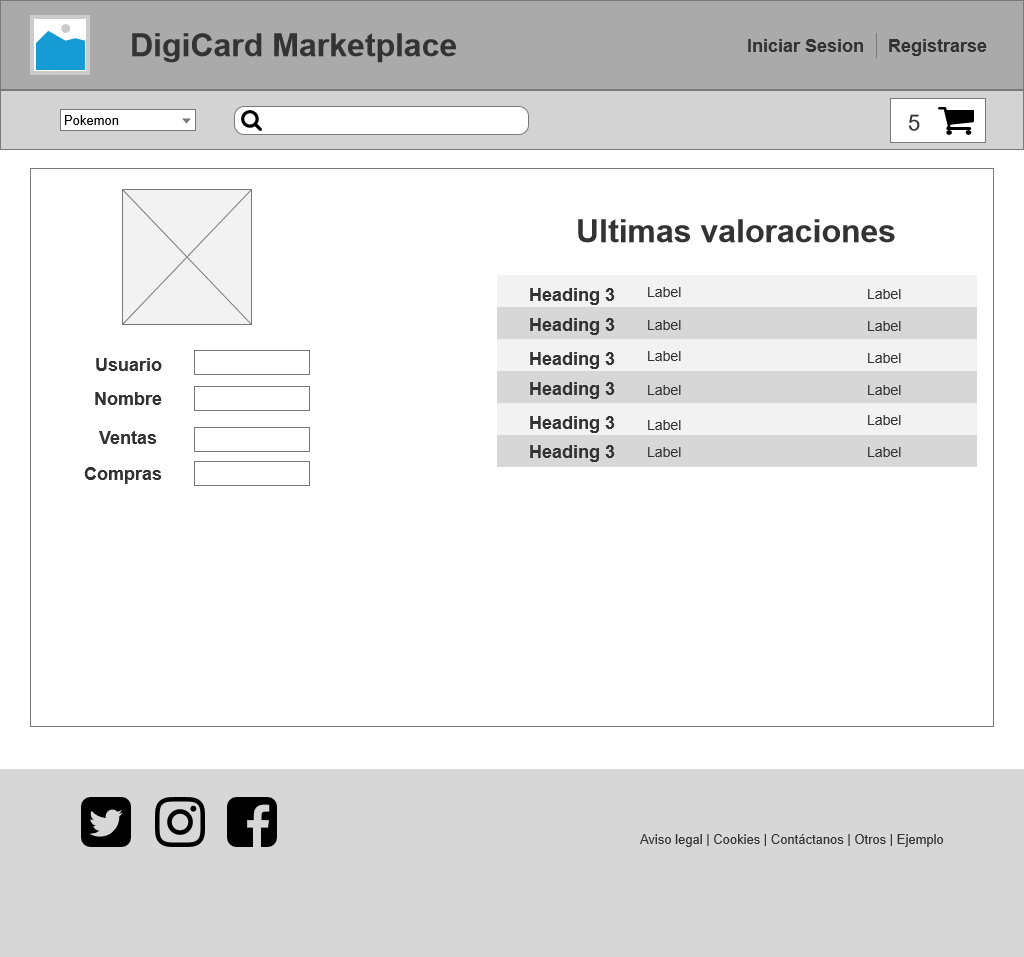 DigiCard Marketplace
Iniciar Sesion
Registrarse
Pokemon
5
Usuario
Nombre
Ventas
Compras
Ultimas valoraciones
Heading 3 Label Label
Heading 3 Label Label
Heading 3 Label Label
Heading 3 Label Label
Heading 3 Label Label
Heading 3 Label Label
Aviso legal | Cookies | Contáctanos | Otros | Ejemplo